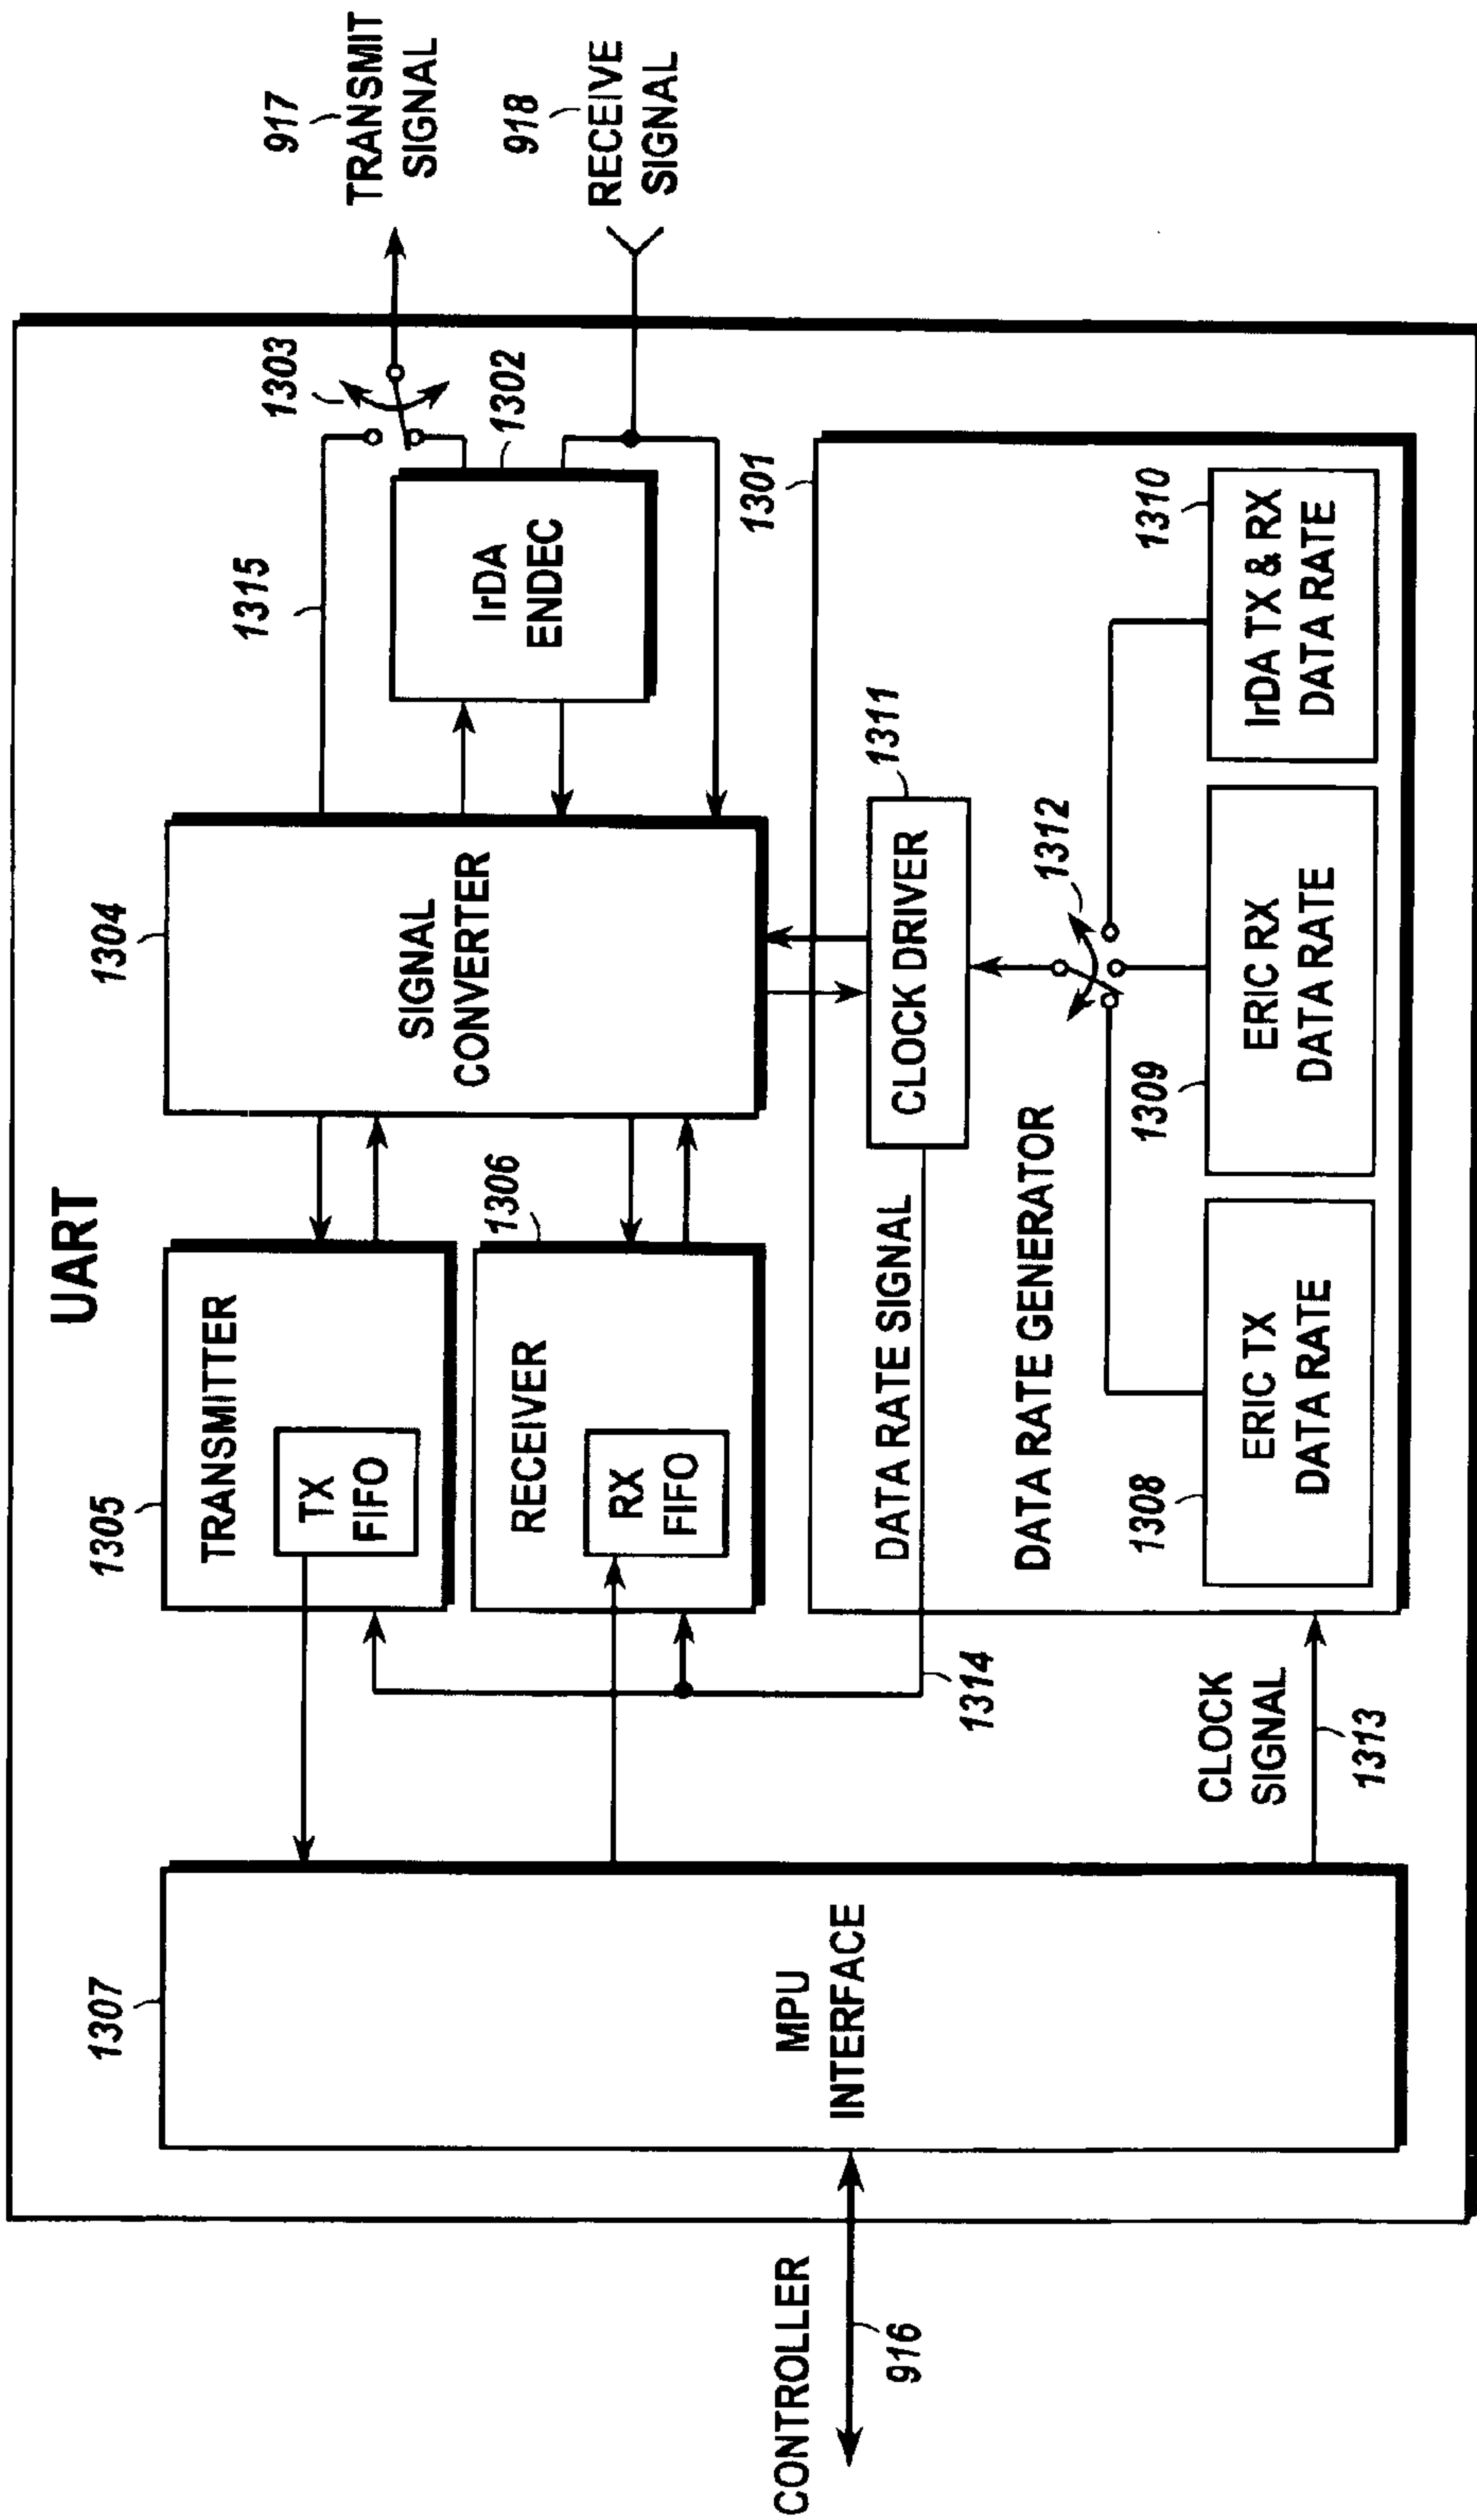 UART
1307
MPU
INTERFACE
CONTROLLER
916
1305
TRANSMITTER
TX
FIFO
1306
RECEIVER
RX
FIFO
1304
SIGNAL
CONVERTER
1315
IrDA
ENDEC
1303
1302
917
TRANSMIT
SIGNAL
918
RECEIVE
SIGNAL
1301
DATA RATE SIGNAL
1314
1311
CLOCK DRIVER
DATA RATE GENERATOR
1312
CLOCK
SIGNAL
1313
1308
ERIC TX
DATA RATE
1309
ERIC RX
DATA RATE
1310
IrDA TX & RX
DATA RATE